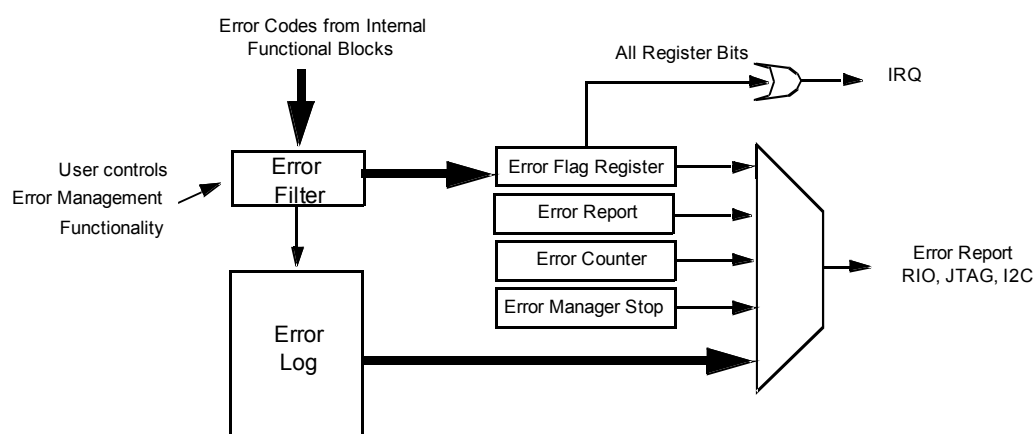 Error Codes from Internal
Functional Blocks
All Register Bits
IRQ
User controls
Error Management
Functionality
Error
Filter
Error Flag Register
Error Report
Error Counter
Error Manager Stop
Error Report
RIO, JTAG, I2C
Error
Log